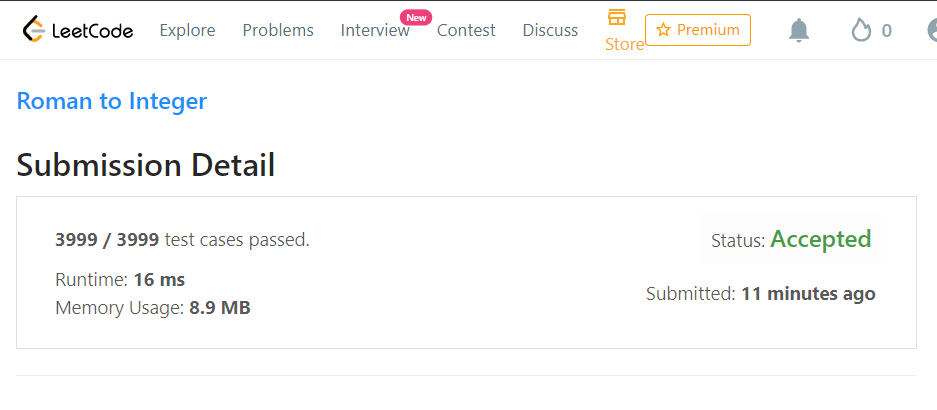 LeetCode Explore Problems Interview New Contest Discuss Store Premium 0
Roman to Integer
Submission Detail
3999 / 3999 test cases passed.
Status: Accepted
Runtime: 16 ms
Submitted: 11 minutes ago
Memory Usage: 8.9 MB